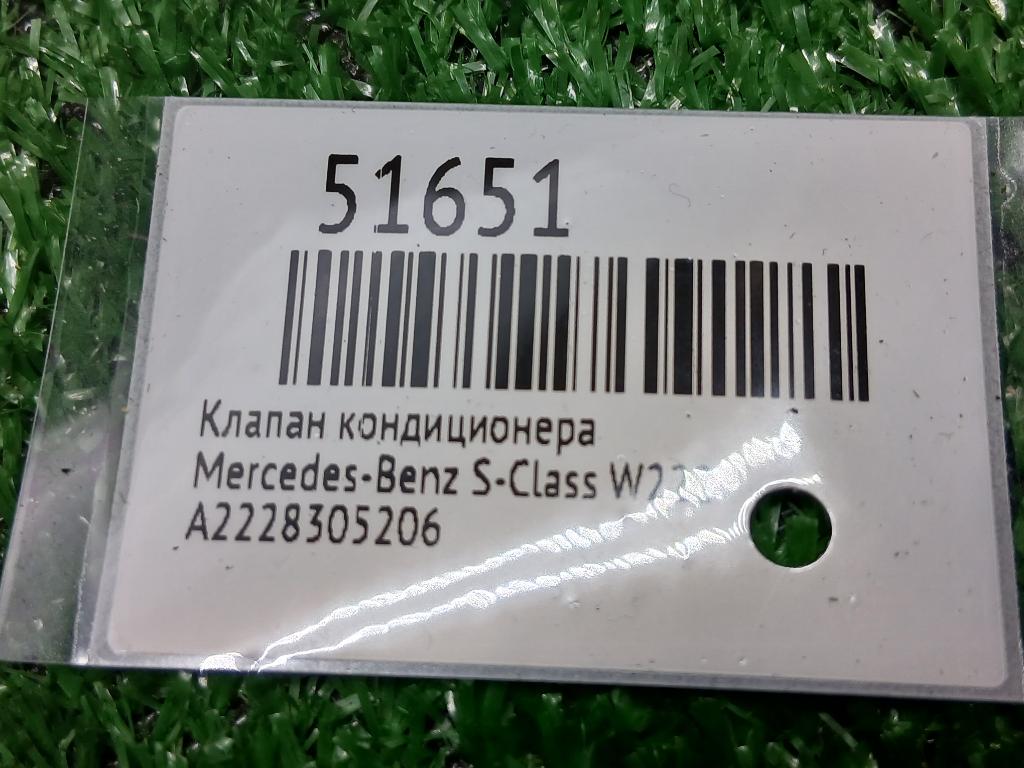 51651
Клапан кондиционера
Mercedes-Benz S-Class
A2228305206